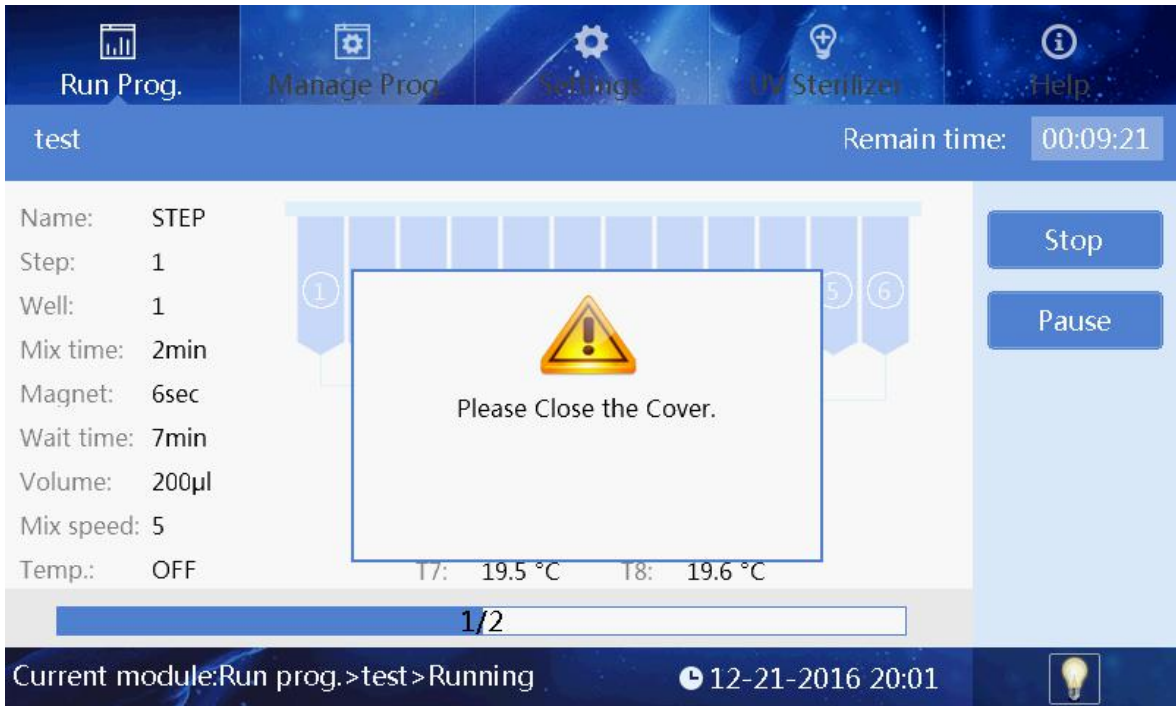 Run Prog.
Manage Prog.
Settings
UV Sterilizer
Help
test
Remain time: 00:09:21
Name: STEP
Step: 1
Well: 1
Mix time: 2min
Magnet: 6sec
Wait time: 7min
Volume: 200µl
Mix speed: 5
Temp.: OFF
1
5
6
Please Close the Cover.
T7: 19.5 °C T8: 19.6 °C
Stop
Pause
1/2
Current module:Run prog.>test>Running
12-21-2016 20:01